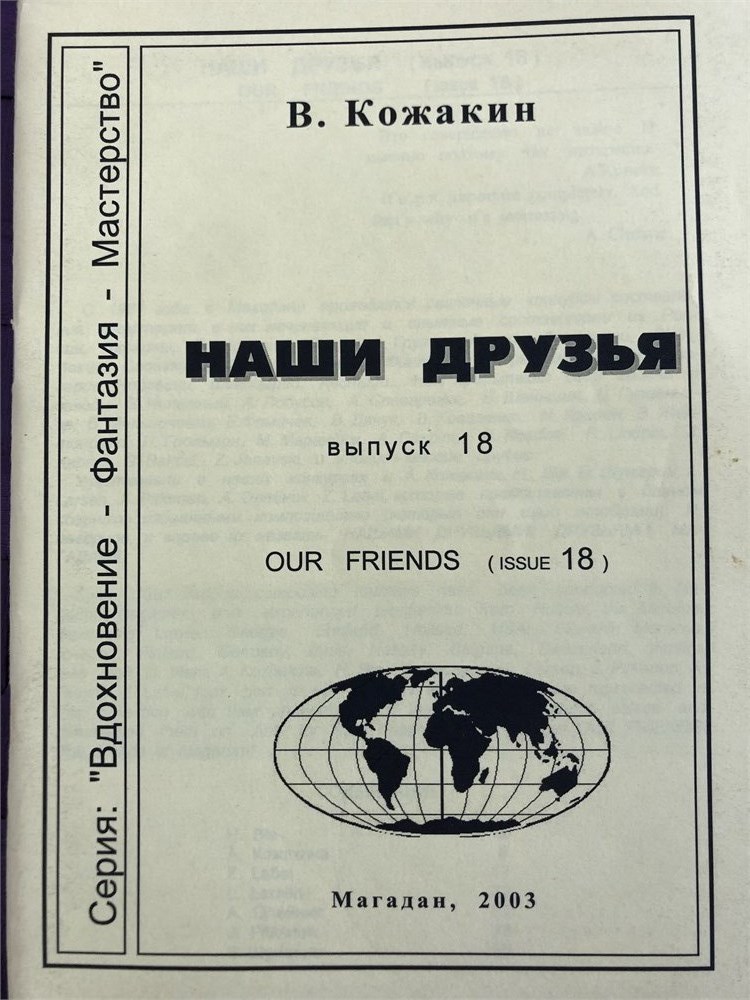 В. Кожакин
Серия: "Вдохновение - Фантазия - Мастерство"
НАШИ ДРУЗЬЯ
выпуск 18
OUR FRIENDS ( ISSUE 18 )
Магадан, 2003